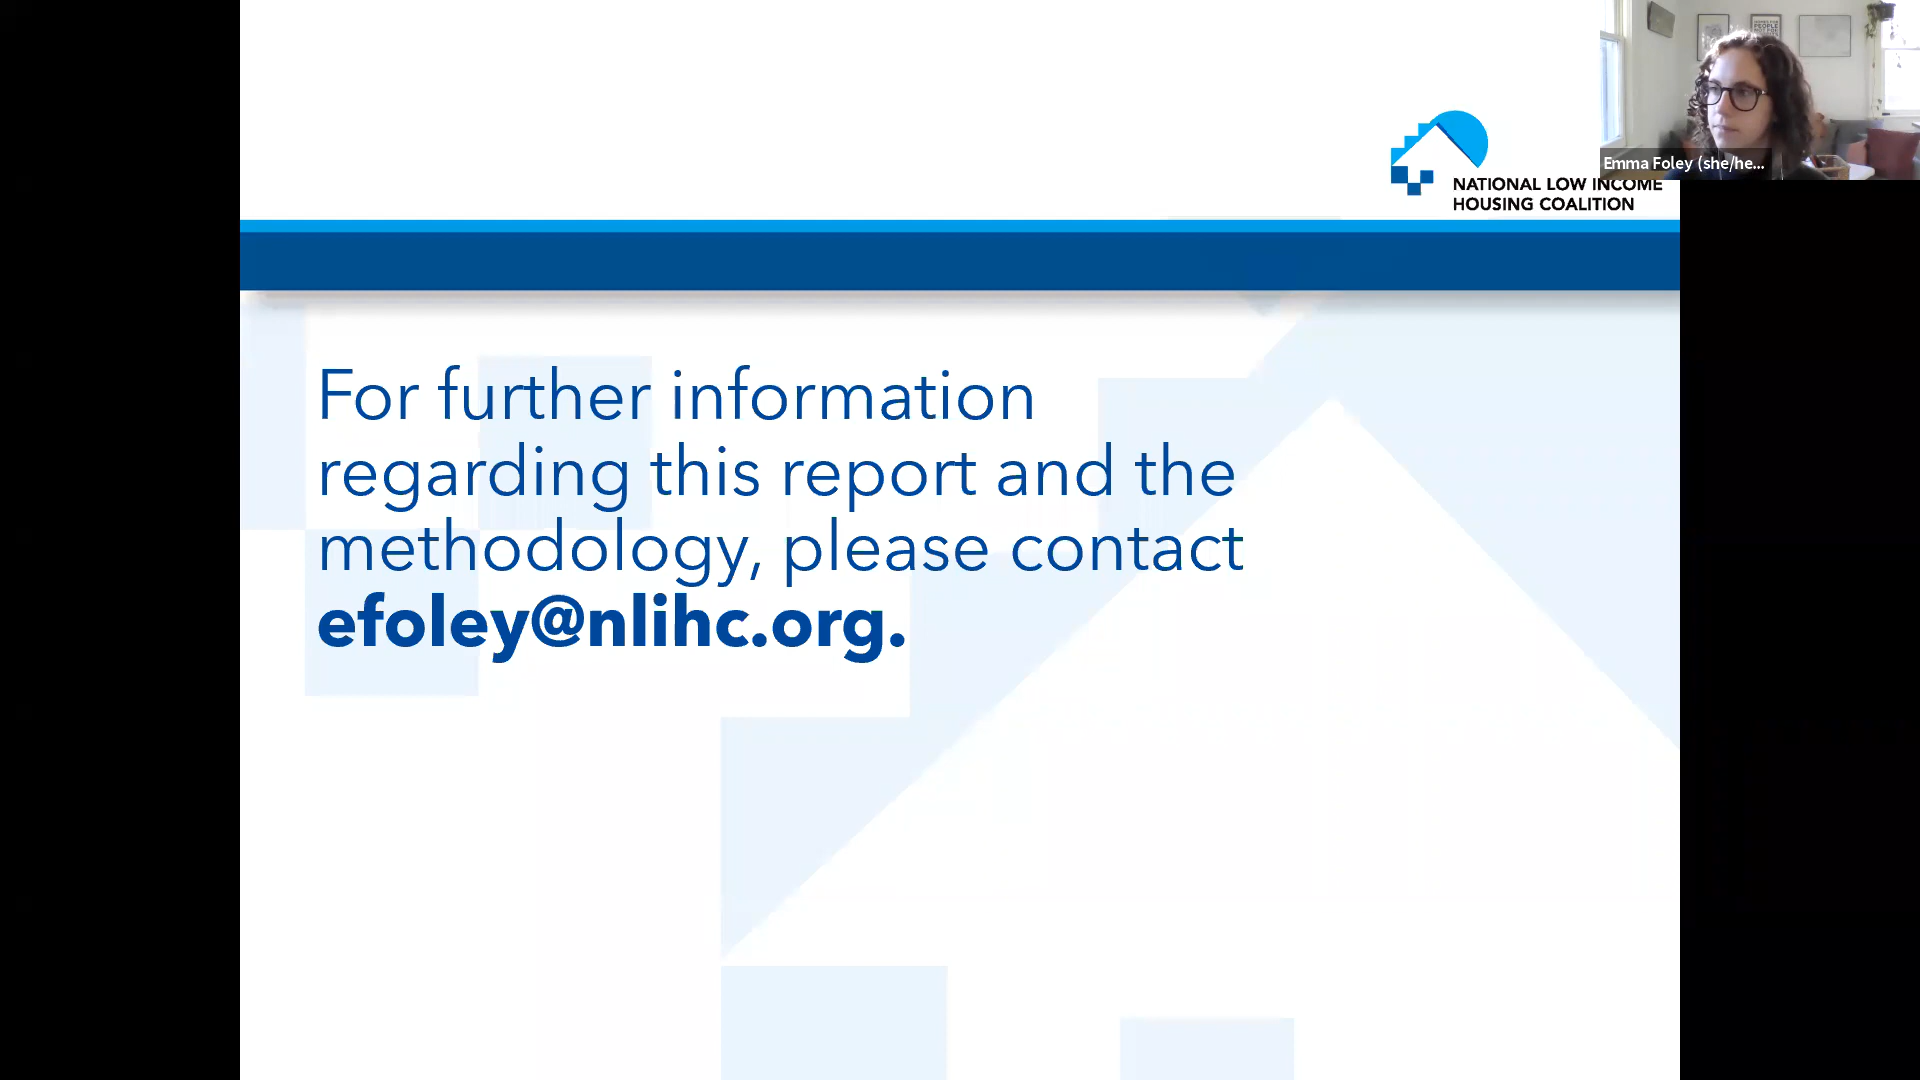 NATIONAL LOW INCOME
HOUSING COALITION
Emma Foley (she/he...
For further information
regarding this report and the
methodology, please contact
efoley@nlihc.org.